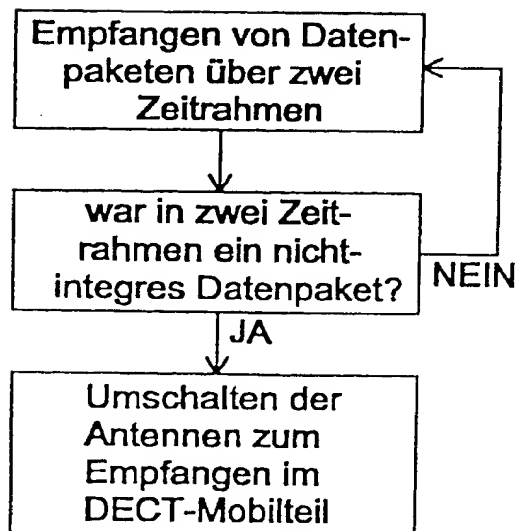 Empfangen von Daten-
paketen über zwei
Zeitrahmen
war in zwei Zeit-
rahmen ein nicht-
integres Datenpaket?
NEIN
JA
Umschalten der
Antennen zum
Empfangen im
DECT-Mobilteil